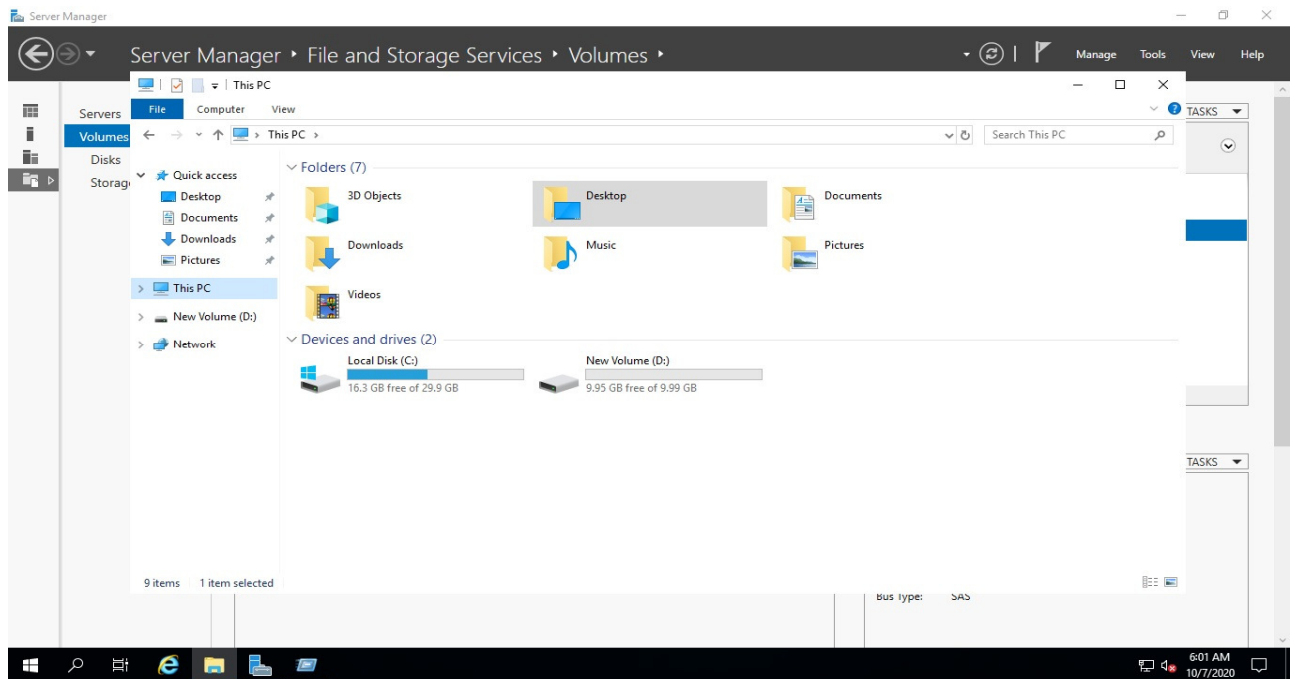 Server Manager
Server Manager ‣ File and Storage Services ‣ Volumes ‣
Manage Tools View Help
This PC
File Computer View
TASKS
This PC
Search This PC
Servers
Volumes
Disks
Storag
Quick access
Desktop
Documents
Downloads
Pictures
This PC
New Volume (D:)
Network
Folders (7)
3D Objects
Desktop
Documents
Downloads
Music
Pictures
Videos
Devices and drives (2)
Local Disk (C:)
16.3 GB free of 29.9 GB
New Volume (D:)
9.95 GB free of 9.99 GB
TASKS
9 items 1 item selected
Bus Type: SAS
6:01 AM
10/7/2020